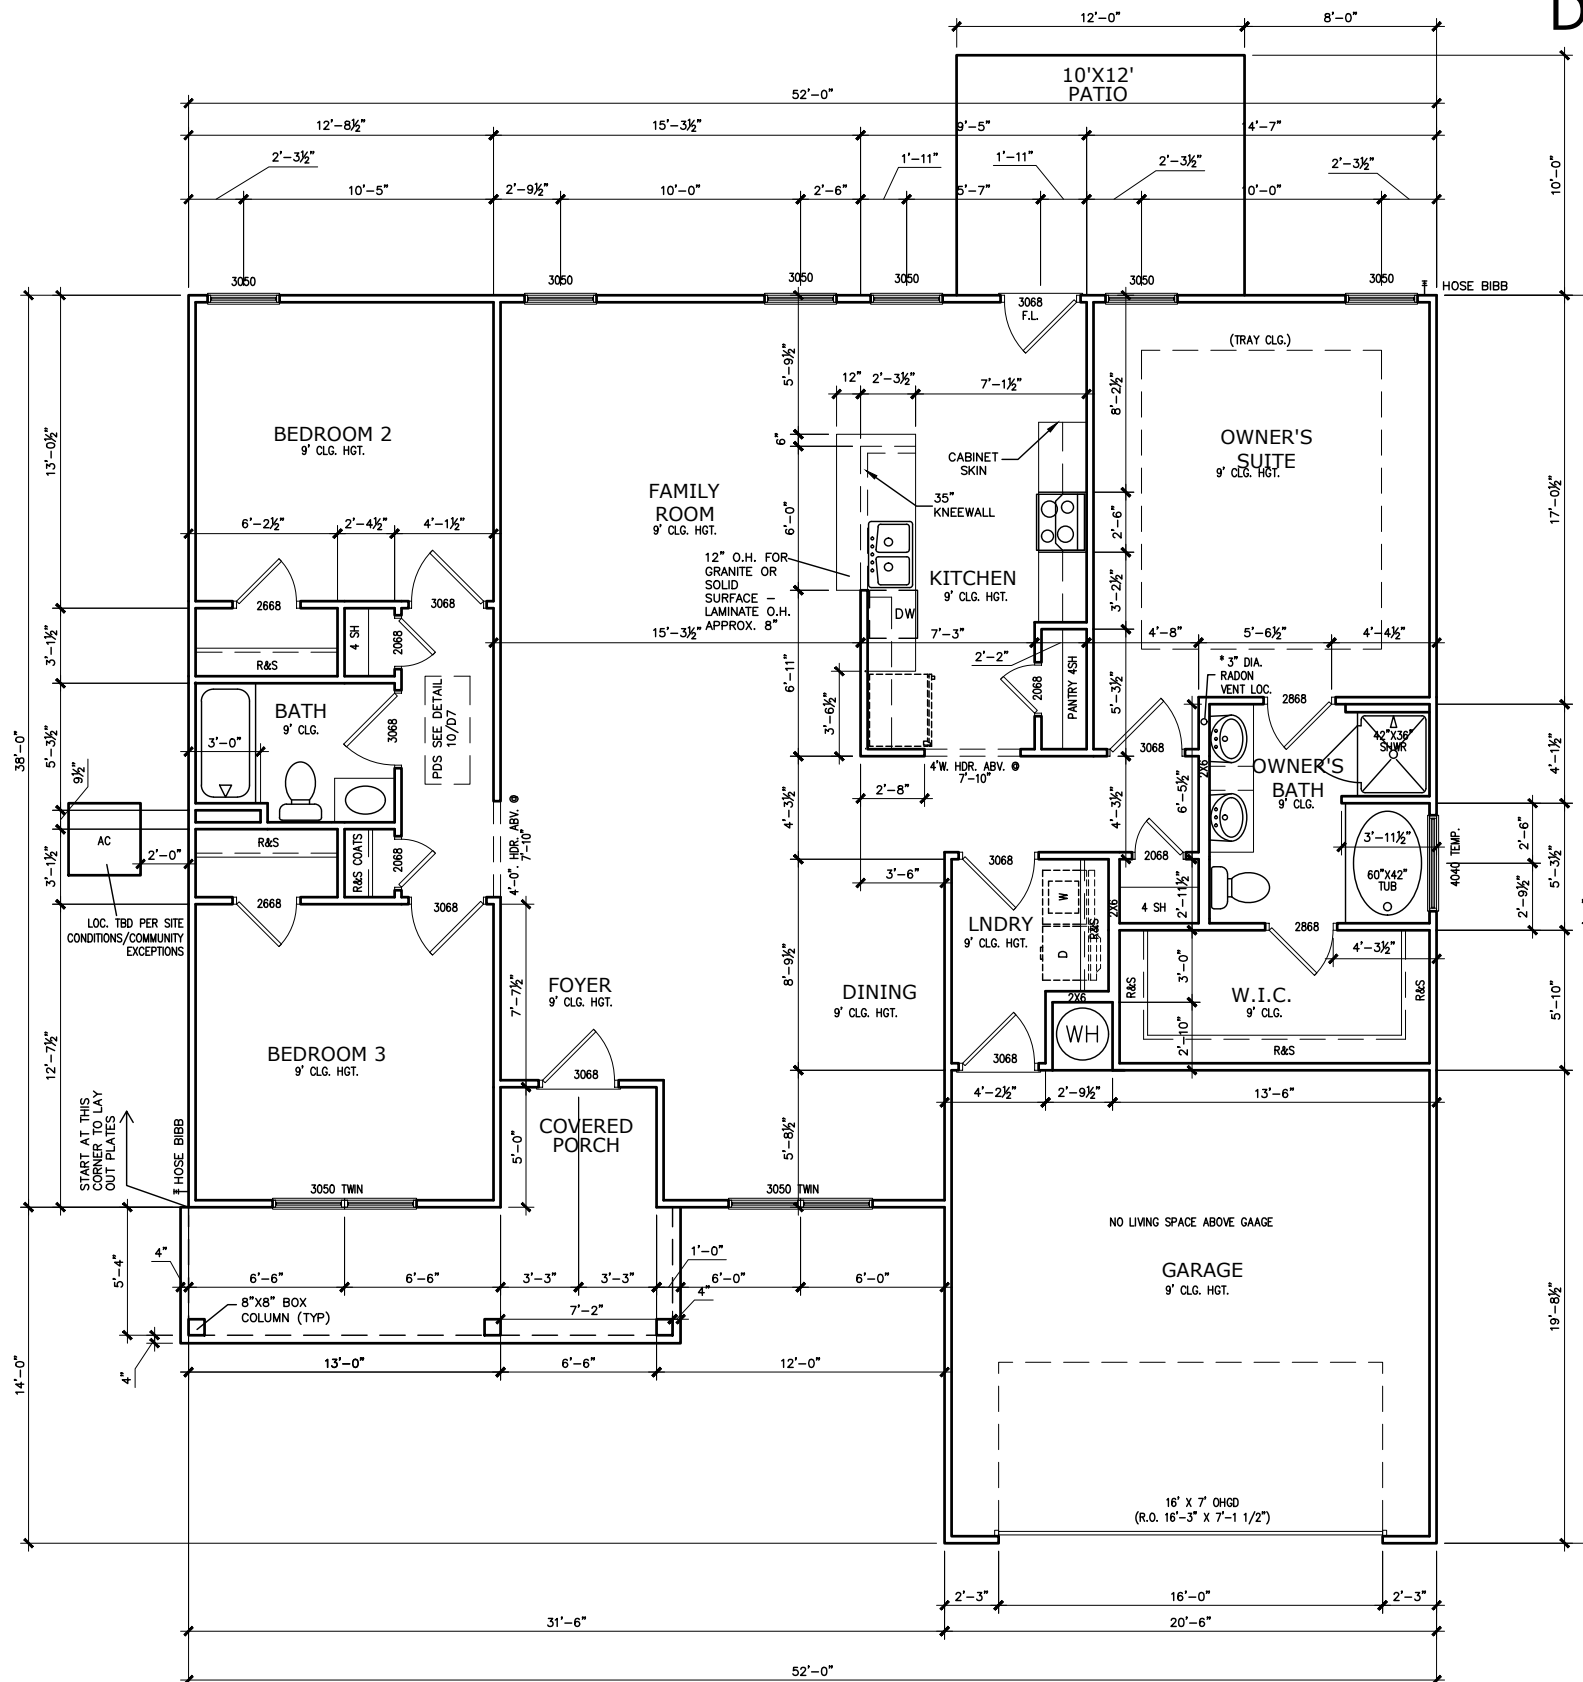 D
12'-0"
8'-0"
10'X12'
PATIO
52'-0"
12'-8½"
15'-3½"
9'-5"
14'-7"
2'-3½"
1'-11"
1'-11"
2'-3½"
2'-3½"
10'-5"
2'-9½"
10'-0"
2'-6"
5'-7"
10'-0"
10'-0"
3050
3050
3050
3050
3068
F.L.
3050
3050
HOSE BIBB
(TRAY CLG.)
5'-9½"
12"
2'-3½"
7'-1½"
8'-2½"
BEDROOM 2
9' CLG. HGT.
13'-0½"
6"
CABINET
SKIN
OWNER'S
SUITE
9' CLG. HGT.
FAMILY
ROOM
9' CLG. HGT.
35"
KNEEWALL
6'-0"
2'-6"
17'-0½"
6'-2½"
2'-4½"
4'-1½"
12" O.H. FOR
GRANITE OR
SOLID
SURFACE –
LAMINATE O.H.
APPROX. 8"
KITCHEN
9' CLG. HGT.
3'-2½"
2668
3068
DW
4 SH
2068
15'-3½"
7'-3"
4'-8"
5'-6½"
4'-4½"
3'-1½"
R&S
2'-2"
PANTRY 4SH
2068
6'-11"
3'-6½"
5'-3½"
* 3" DIA.
RADON
VENT LOC.
2868
BATH
9' CLG.
3068
PDS SEE DETAIL
10/D7
3'-0"
38'-0"
5'-3½"
9½"
3068
42"X36"
SHWR
4'-1½"
4'W. HDR. ABV. @
7'-10"
2X6
OWNER'S
BATH
9' CLG.
2'-8"
4'-3½"
4'-3½"
6'-5½"
AC
2'-0"
R&S
R&S COATS
2068
4'-0" HDR. ABV. @
7'-10"
3'-1½"
3'-11½"
2'-6"
4040 TEMP.
5'-3½"
3'-6"
3068
2068
60"X42"
TUB
2'-9½"
2668
3068
W
D
R&S
2X6
4 SH
2'-11½"
LOC. TBD PER SITE
CONDITIONS/COMMUNITY
EXCEPTIONS
LNDRY
9' CLG. HGT.
2868
4'-3½"
8'-9½"
FOYER
9' CLG. HGT.
7'-7½"
DINING
9' CLG. HGT.
2X6
R&S
3'-0"
W.I.C.
9' CLG.
R&S
5'-10"
WH
2'-10"
R&S
BEDROOM 3
9' CLG. HGT.
12'-7½"
3068
3068
4'-2½"
2'-9½"
13'-6"
START AT THIS
CORNER TO LAY
OUT PLATES
HOSE BIBB
COVERED
PORCH
5'-0"
5'-8½"
3050 TWIN
3050 TWIN
NO LIVING SPACE ABOVE GAAGE
GARAGE
9' CLG. HGT.
4"
5'-4"
6'-6"
6'-6"
3'-3"
3'-3"
1'-0"
6'-0"
6'-0"
8"X8" BOX
COLUMN (TYP)
7'-2"
4"
19'-8½"
4"
14'-0"
13'-0"
6'-6"
12'-0"
16' X 7' OHGD
(R.O. 16'-3" X 7'-1 1/2")
2'-3"
16'-0"
2'-3"
31'-6"
20'-6"
52'-0"